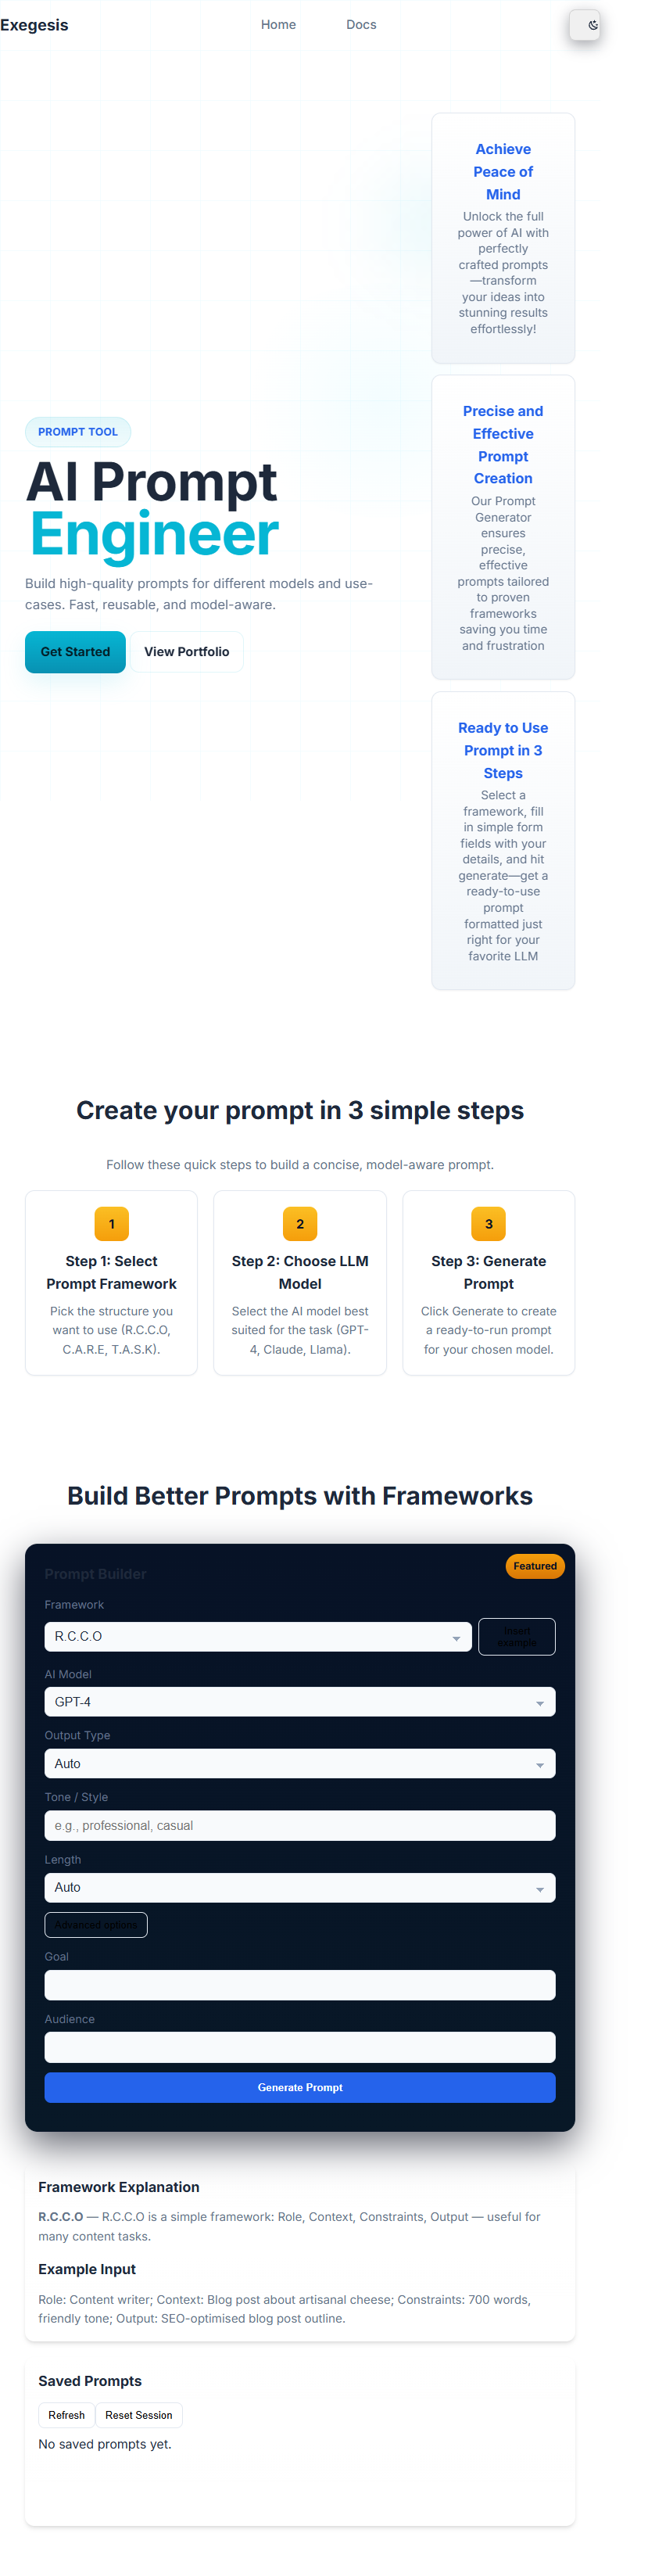 Exegesis
Home
Docs
PROMPT TOOL
AI Prompt
Engineer
Build high-quality prompts for different models and use-
cases. Fast, reusable, and model-aware.
Get Started
View Portfolio
Achieve
Peace of
Mind
Unlock the full
power of AI with
perfectly
crafted prompts
—transform
your ideas into
stunning results
effortlessly!
Precise and
Effective
Prompt
Creation
Our Prompt
Generator
ensures
precise,
effective
prompts tailored
to proven
frameworks
saving you time
and frustration
Ready to Use
Prompt in 3
Steps
Select a
framework, fill
in simple form
fields with your
details, and hit
generate—get a
ready-to-use
prompt
formatted just
right for your
favorite LLM
Create your prompt in 3 simple steps
Follow these quick steps to build a concise, model-aware prompt.
1
Step 1: Select
Prompt Framework
Pick the structure you
want to use (R.C.C.O,
C.A.R.E, T.A.S.K).
2
Step 2: Choose LLM
Model
Select the AI model best
suited for the task (GPT-
4, Claude, Llama).
3
Step 3: Generate
Prompt
Click Generate to create
a ready-to-run prompt
for your chosen model.
Build Better Prompts with Frameworks
Prompt Builder
Featured
Framework
R.C.C.O
Insert
example
AI Model
GPT-4
Output Type
Auto
Tone / Style
e.g., professional, casual
Length
Auto
Advanced options
Goal
Audience
Generate Prompt
Framework Explanation
R.C.C.O — R.C.C.O is a simple framework: Role, Context, Constraints, Output — useful for
many content tasks.
Example Input
Role: Content writer; Context: Blog post about artisanal cheese; Constraints: 700 words,
friendly tone; Output: SEO-optimised blog post outline.
Saved Prompts
Refresh
Reset Session
No saved prompts yet.